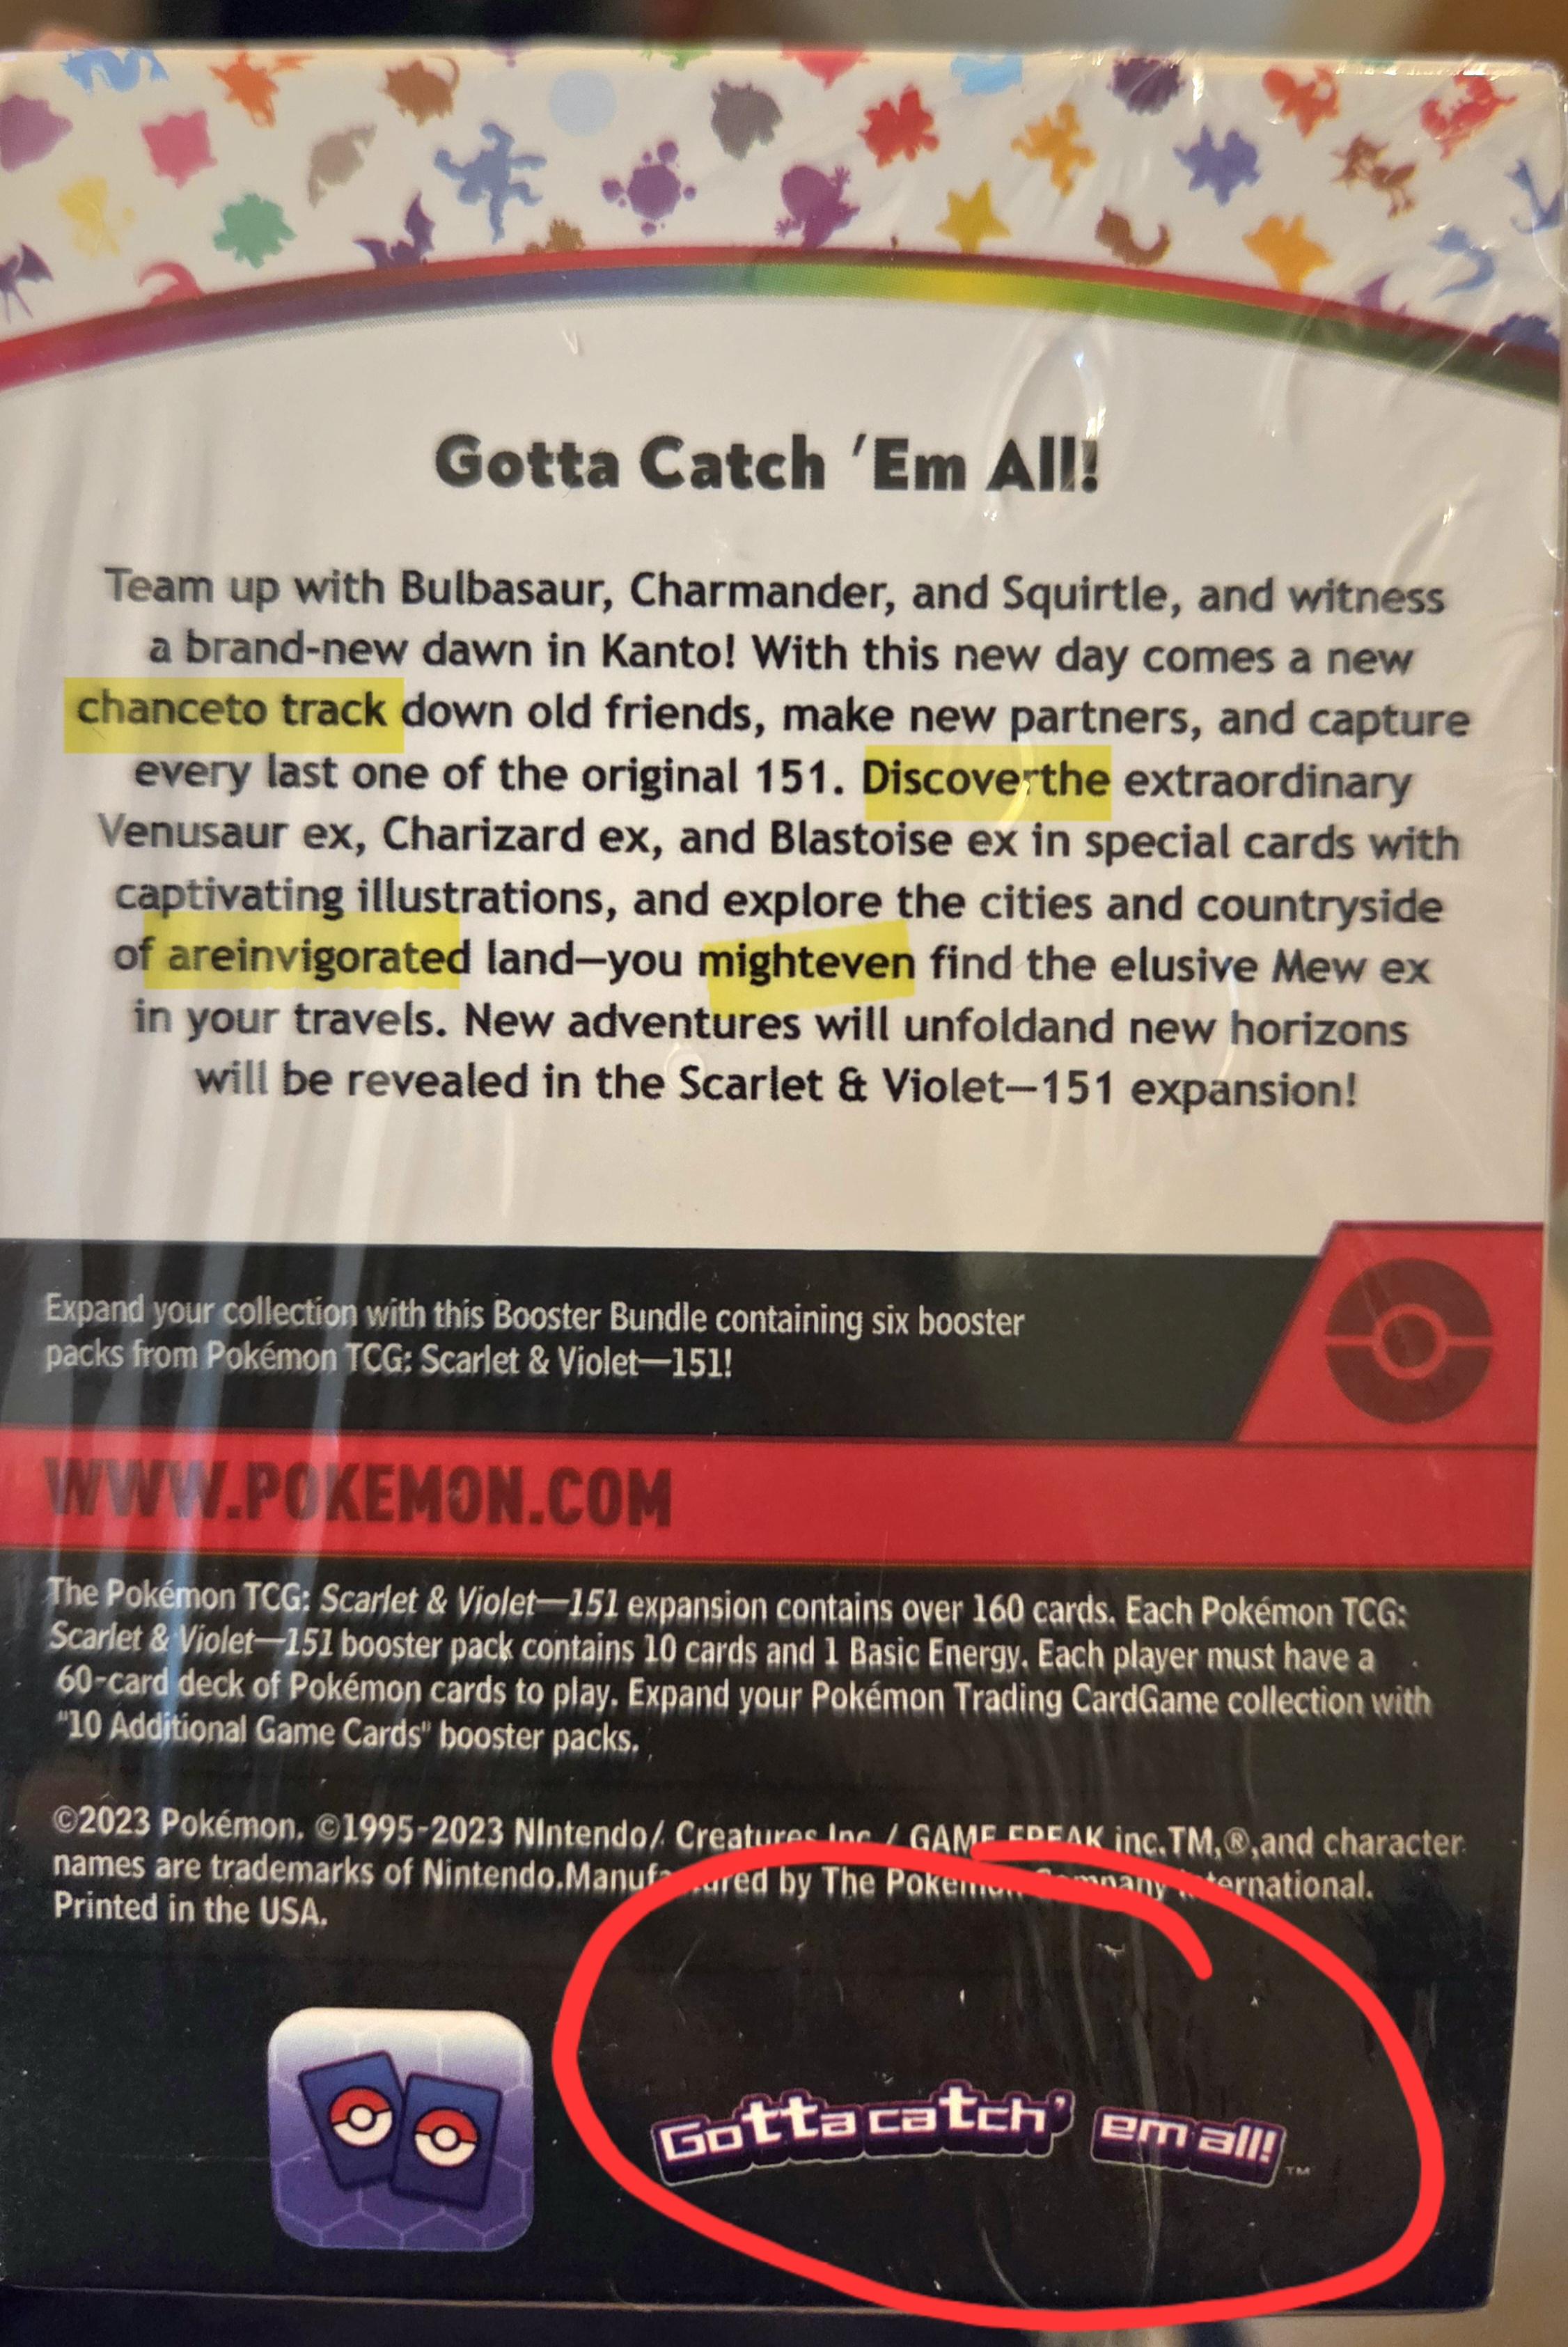 Gotta Catch 'Em All!
Team up with Bulbasaur, Charmander, and Squirtle, and witness
a brand-new dawn in Kanto! With this new day comes a new
chanceto track down old friends, make new partners, and capture
every last one of the original 151. Discoverthe extraordinary
Venusaur ex, Charizard ex, and Blastoise ex in special cards with
captivating illustrations, and explore the cities and countryside
of areinvigorated land—you mighteven find the elusive Mew ex
in your travels. New adventures will unfoldand new horizons
will be revealed in the Scarlet & Violet—151 expansion!
Expand your collection with this Booster Bundle containing six booster
packs from Pokémon TCG: Scarlet & Violet—151!
WWW.POKEMON.COM
The Pokémon TCG: Scarlet & Violet—151 expansion contains over 160 cards. Each Pokémon TCG:
Scarlet & Violet—151 booster pack contains 10 cards and 1 Basic Energy. Each player must have a
60-card deck of Pokémon cards to play. Expand your Pokémon Trading CardGame collection with
"10 Additional Game Cards" booster packs.
©2023 Pokémon. ©1995-2023 NIntendo/ Creatures Inc. / GAME FREAK inc.TM,®,and character
names are trademarks of Nintendo.Manufactured by The Pokémon Company International.
Printed in the USA.
Gotta catch' em all! ™